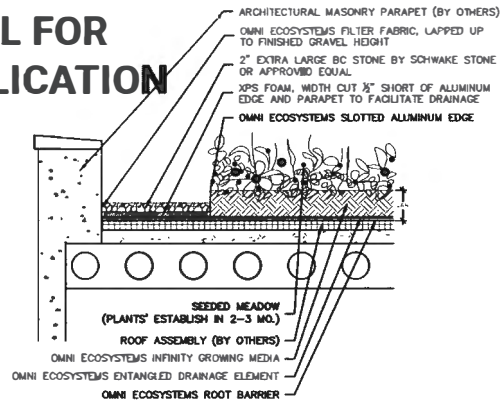 L FOR
LICATION
ARCHITECTURAL MASONRY PARAPET (BY OTHERS)
OMNI ECOSYSTEMS FILTER FABRIC, LAPPED UP
TO FINISHED GRAVEL HEIGHT
2" EXTRA LARGE BC STONE BY SCHWAKE STONE
OR APPROVED EQUAL
XPS FOAM, WIDTH CUT ½" SHORT OF ALUMINUM
EDGE AND PARAPET TO FACILITATE DRAINAGE
OMNI ECOSYSTEMS SLOTTED ALUMINUM EDGE
SEEDED MEADOW
(PLANTS' ESTABLISH IN 2-3 MO.)
ROOF ASSEMBLY (BY OTHERS)
OMNI ECOSYSTEMS INFINITY GROWING MEDIA
OMNI ECOSYSTEMS ENTANGLED DRAINAGE ELEMENT
OMNI ECOSYSTEMS ROOT BARRIER